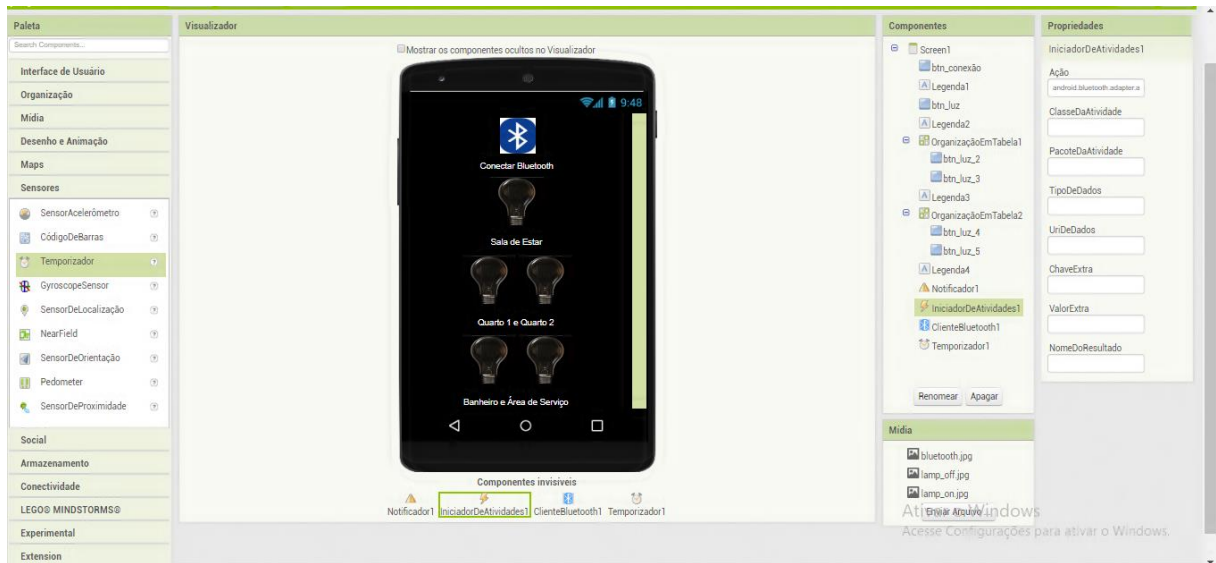 Paleta
Search Components...
Interface de Usuário
Organização
Mídia
Desenho e Animação
Maps
Sensores
SensorAcelerômetro
CódigoDeBarras
Temporizador
GyroscopeSensor
SensorDeLocalização
NearField
SensorDeOrientação
Pedometer
SensorDeProximidade
Social
Armazenamento
Conectividade
LEGO® MINDSTORMS®
Experimental
Extension
Visualizador
Mostrar os componentes ocultos no Visualizador
9:48
Conectar Bluetooth
Sala de Estar
Quarto 1 e Quarto 2
Banheiro e Área de Serviço
Componentes invisíveis
Notificador1 IniciadorDeAtividades1 ClienteBluetooth1 Temporizador1
Componentes
Screen1
btn_conexão
Legenda1
btn_luz
Legenda2
OrganizaçãoEmTabela1
btn_luz_2
btn_luz_3
Legenda3
OrganizaçãoEmTabela2
btn_luz_4
btn_luz_5
Legenda4
Notificador1
IniciadorDeAtividades1
ClienteBluetooth1
Temporizador1
Renomear Apagar
Mídia
bluetooth.jpg
lamp_off.jpg
lamp_on.jpg
Enviar Arquivo ...
Propriedades
IniciadorDeAtividades1
Ação
android.bluetooth.adapter.a
ClasseDaAtividade
PacoteDaAtividade
TipoDeDados
UriDeDados
ChaveExtra
ValorExtra
NomeDoResultado
Ativar o Windows
Acesse Configurações para ativar o Windows.